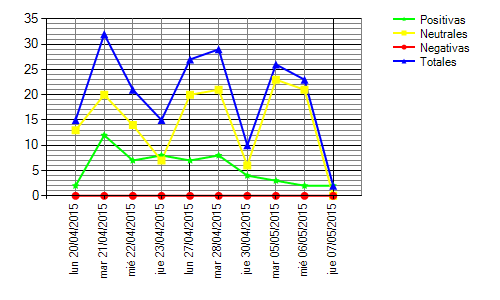 35
30
25
20
15
10
5
0
lun 20/04/2015
mar 21/04/2015
mié 22/04/2015
jue 23/04/2015
lun 27/04/2015
mar 28/04/2015
jue 30/04/2015
mar 05/05/2015
mié 06/05/2015
jue 07/05/2015
Positivas
Neutrales
Negativas
Totales